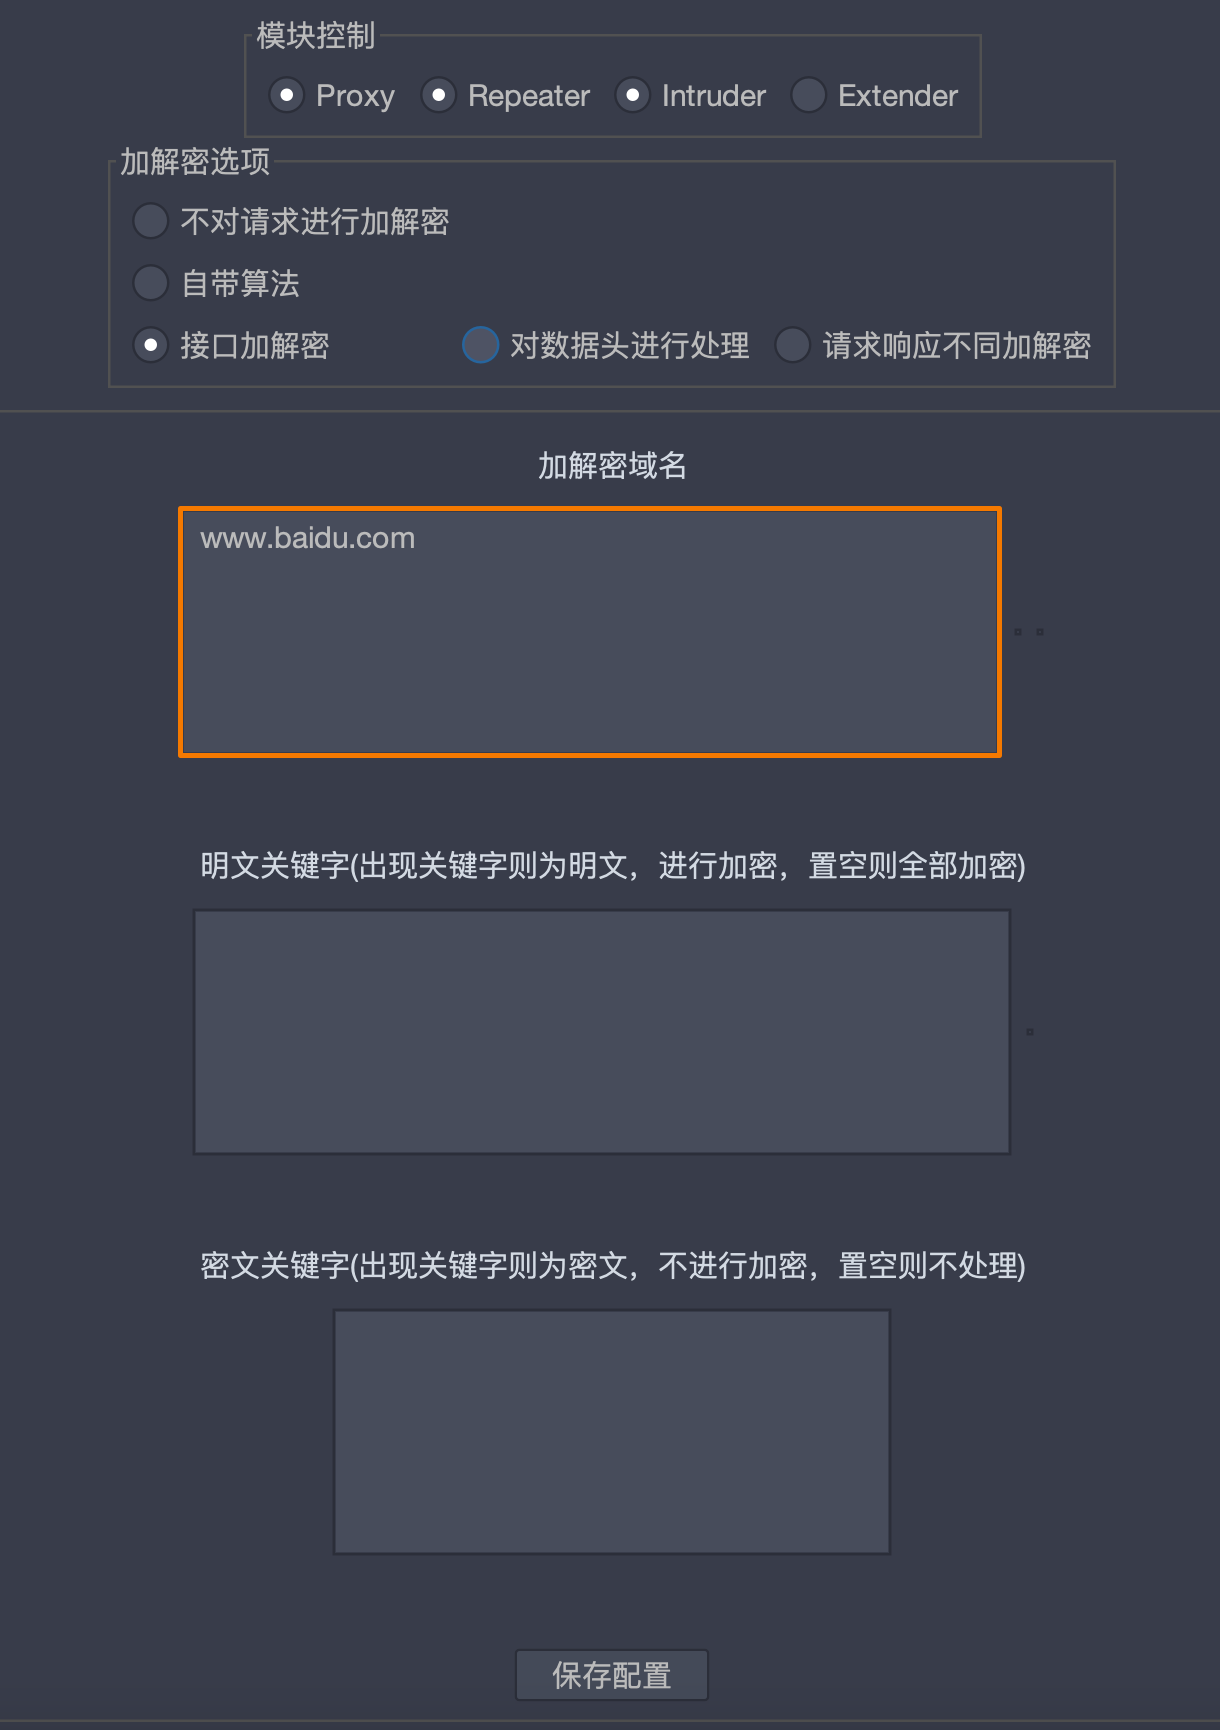 模块控制
Proxy Repeater Intruder Extender
加解密选项
不对请求进行加解密
自带算法
接口加解密 对数据头进行处理 请求响应不同加解密
加解密域名
www.baidu.com
明文关键字(出现关键字则为明文，进行加密，置空则全部加密)
密文关键字(出现关键字则为密文，不进行加密，置空则不处理)
保存配置